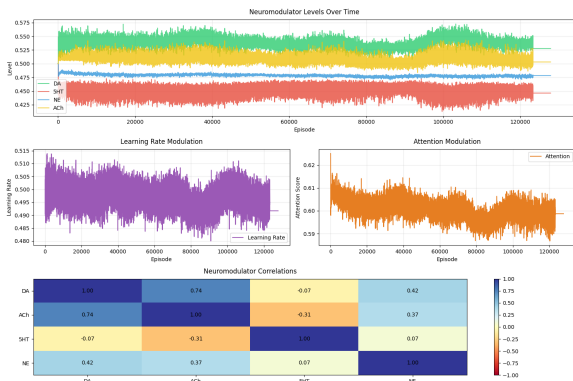 Neuromodulator Levels Over Time
0.575
0.550
0.525
0.500
0.475
0.450
0.425
Level
DA
5HT
NE
ACh
0 20000 40000 60000 80000 100000 120000
Episode
Learning Rate Modulation
0.515
0.510
0.505
0.500
0.495
0.490
0.485
0.480
Learning Rate
Learning Rate
0 20000 40000 60000 80000 100000 120000
Episode
Attention Modulation
0.62
0.61
0.60
0.59
Attention Score
Attention
0 20000 40000 60000 80000 100000 120000
Episode
Neuromodulator Correlations
DA 1.00 0.74 -0.07 0.42
ACh 0.74 1.00 -0.31 0.37
5HT -0.07 -0.31 1.00 0.07
NE 0.42 0.37 0.07 1.00
DA ACh 5HT NE
1.00
0.75
0.50
0.25
0.00
−0.25
−0.50
−0.75
−1.00